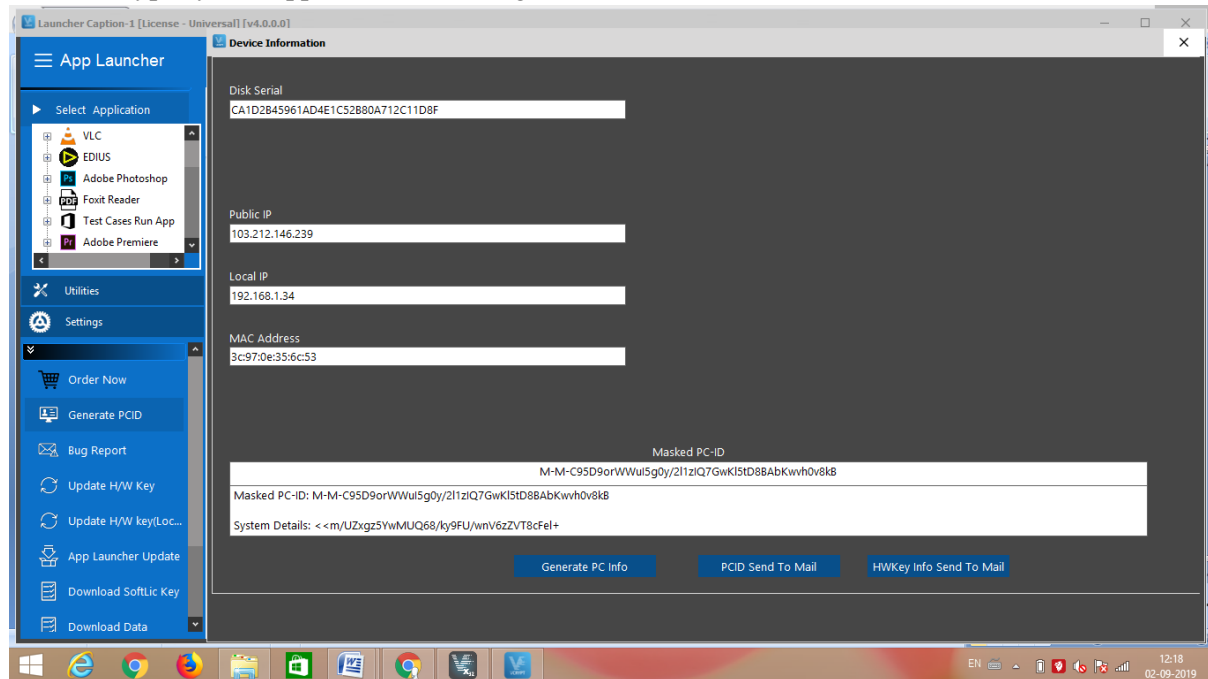 Launcher Caption-1 [License - Universal] [v4.0.0.0]
Device Information
App Launcher
Select Application
VLC
EDIUS
Adobe Photoshop
Foxit Reader
Test Cases Run App
Adobe Premiere
Utilities
Settings
Order Now
Generate PCID
Bug Report
Update H/W Key
Update H/W key(Loc...
App Launcher Update
Download SoftLic Key
Download Data
Disk Serial
CA1D2B45961AD4E1C52B80A712C11D8F
Public IP
103.212.146.239
Local IP
192.168.1.34
MAC Address
3c:97:0e:35:6c:53
Masked PC-ID
M-M-C95D9orWWuI5g0y/2l1zIQ7GwKl5tD8BAbKwvh0v8kB
Masked PC-ID: M-M-C95D9orWWuI5g0y/2l1zIQ7GwKl5tD8BAbKwvh0v8kB
System Details: <<m/UZxgz5YwMUQ68/ky9FU/wnV6zZVT8cFel+
Generate PC Info
PCID Send To Mail
HWKey Info Send To Mail
EN
12:18
02-09-2019